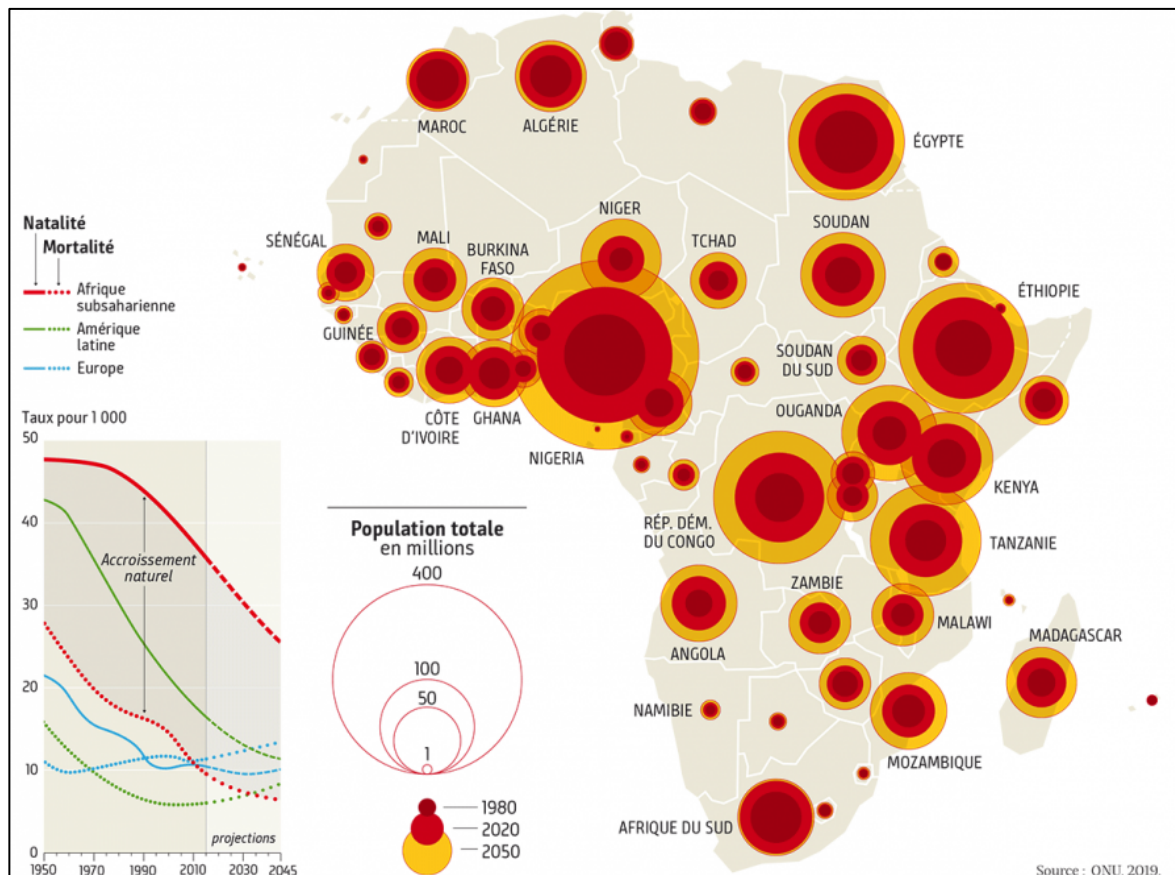 MAROC
ALGÉRIE
ÉGYPTE
Natalité
Mortalité
Afrique
subsaharienne
Amérique
latine
Europe
SÉNÉGAL
MALI
BURKINA
FASO
NIGER
TCHAD
SOUDAN
ÉTHIOPIE
GUINÉE
CÔTE
D'IVOIRE
GHANA
NIGERIA
SOUDAN
DU SUD
OUGANDA
KENYA
RÉP. DÉM.
DU CONGO
TANZANIE
ANGOLA
ZAMBIE
MALAWI
MADAGASCAR
NAMIBIE
MOZAMBIQUE
AFRIQUE DU SUD
Taux pour 1 000
50
40
30
20
10
0
Accroissement
naturel
projections
1950 1970 1990 2010 2030 2045
Population totale
en millions
400
100
50
1
1980
2020
2050
Source : ONU, 2019.